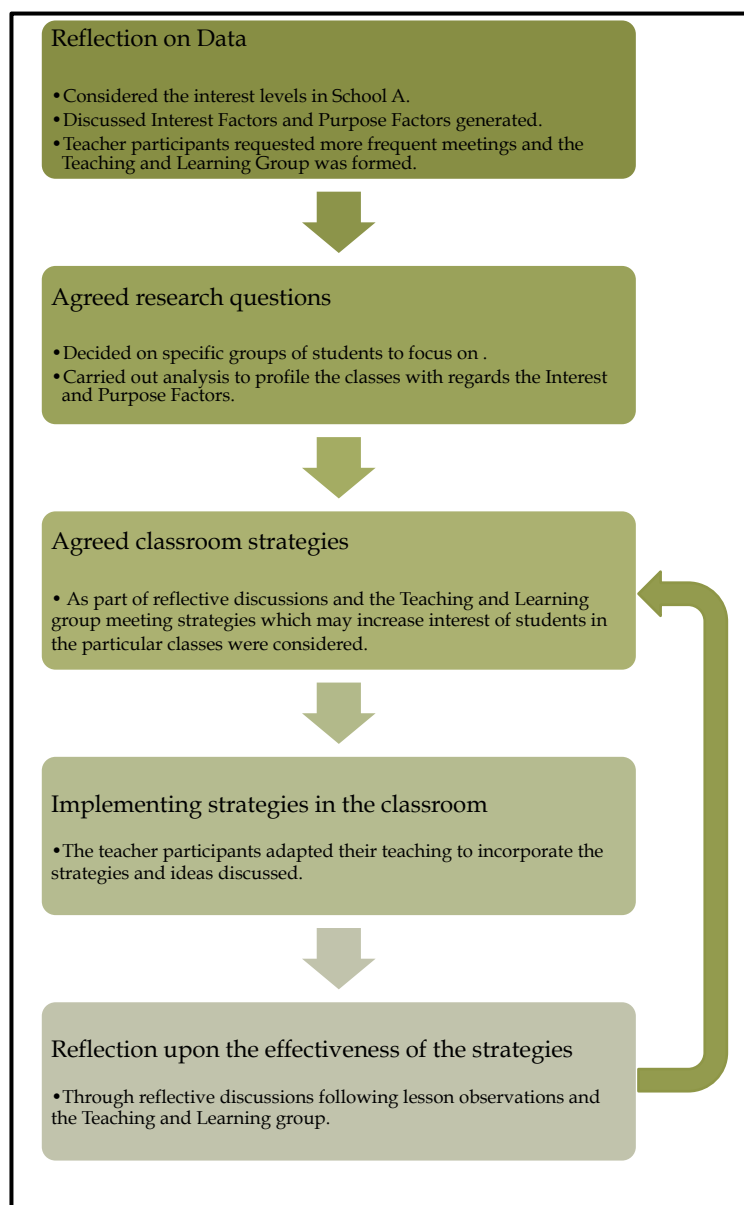 Reflection on Data
•Considered the interest levels in School A.
•Discussed Interest Factors and Purpose Factors generated.
•Teacher participants requested more frequent meetings and the
Teaching and Learning Group was formed.
Agreed research questions
•Decided on specific groups of students to focus on .
•Carried out analysis to profile the classes with regards the Interest
and Purpose Factors.
Agreed classroom strategies
• As part of reflective discussions and the Teaching and Learning
group meeting strategies which may increase interest of students in
the particular classes were considered.
Implementing strategies in the classroom
•The teacher participants adapted their teaching to incorporate the
strategies and ideas discussed.
Reflection upon the effectiveness of the strategies
•Through reflective discussions following lesson observations and
the Teaching and Learning group.